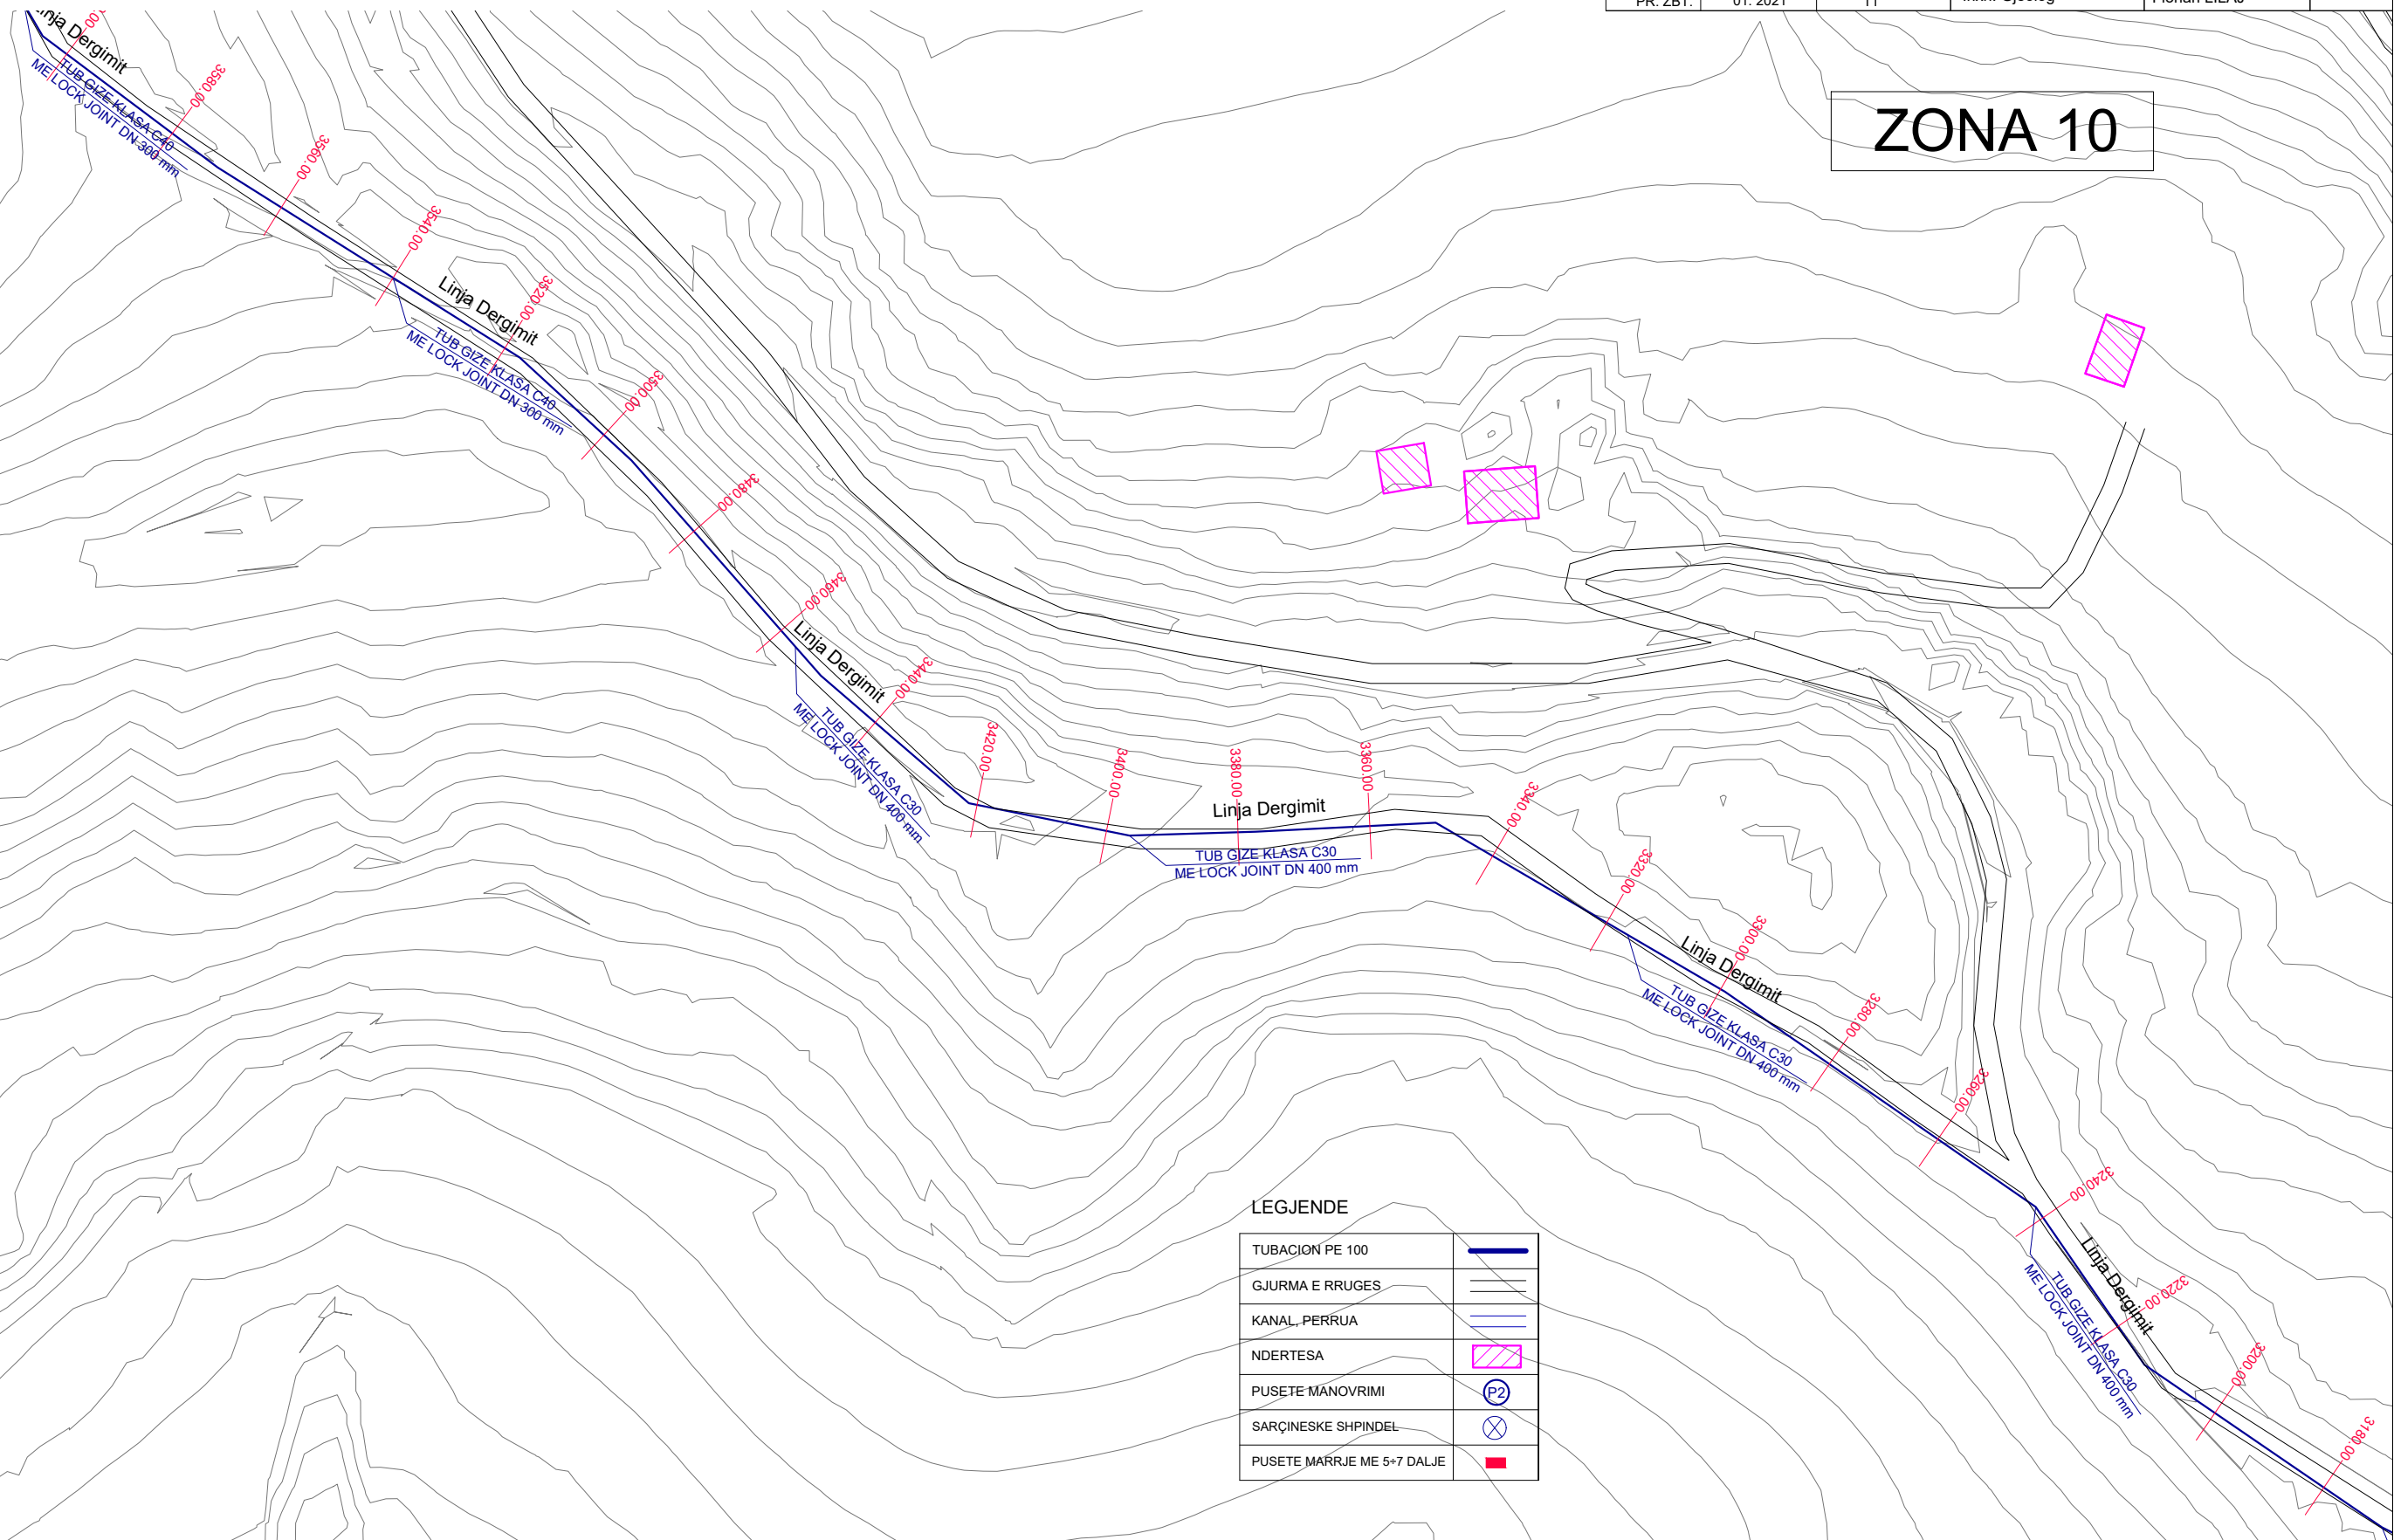 PR. ZBT.
01. 2021
11
ZONA 10
Linja Dergimit
TUB GIZE KLASA C40
ME LOCK JOINT DN 300 mm
3580.00
3560.00
3540.00
Linja Dergimit
3520.00
TUB GIZE KLASA C40
ME LOCK JOINT DN 300 mm
3500.00
3480.00
3460.00
Linja Dergimit
3440.00
TUB GIZE KLASA C30
ME LOCK JOINT DN 400 mm
3420.00
3400.00
3380.00
3360.00
Linja Dergimit
TUB GIZE KLASA C30
ME LOCK JOINT DN 400 mm
3340.00
3320.00
3300.00
Linja Dergimit
TUB GIZE KLASA C30
ME LOCK JOINT DN 400 mm
3280.00
3260.00
3240.00
Linja Dergimit
3220.00
TUB GIZE KLASA C30
ME LOCK JOINT DN 400 mm
3200.00
3180.00
LEGJENDE
TUBACION PE 100
GJURMA E RRUGES
KANAL, PERRUA
NDERTESA
PUSETE MANOVRIMI P2
SARÇINESKE SHPINDEL
PUSETE MARRJE ME 5÷7 DALJE